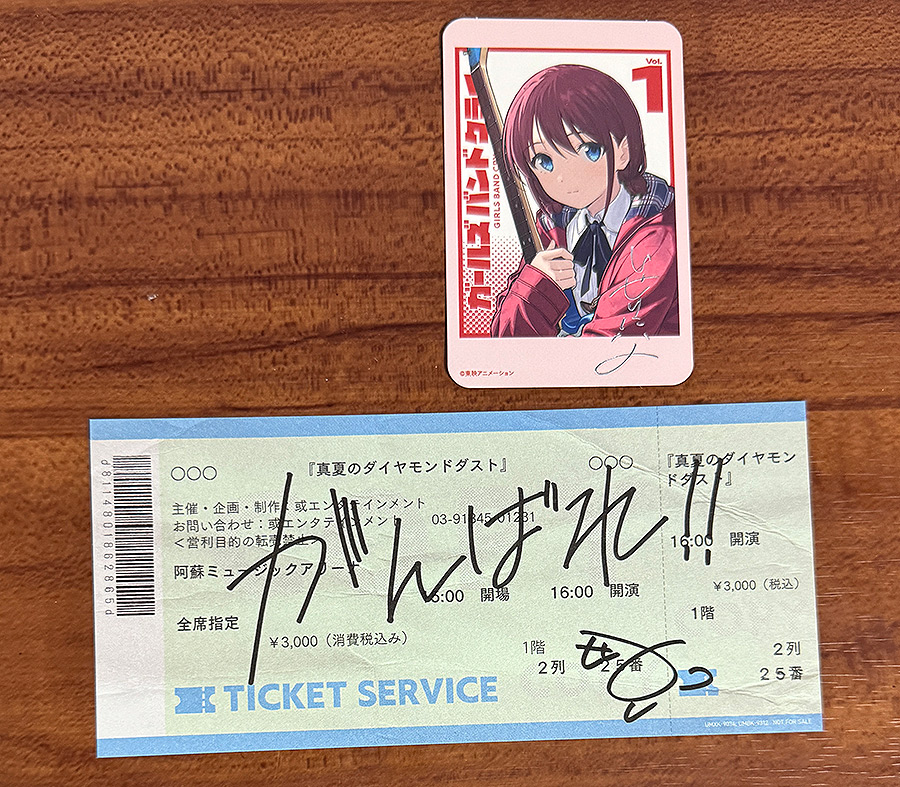 Vol.
1
ガールズバンドクライ
GIRLS BAND CRY
©東映アニメーション
d8114801862865d
○○○ 『真夏のダイヤモンドダスト』 ○○○
主催・企画・制作：或エンタテインメント
お問い合わせ：或エンタテインメント 03-91345-01231
＜営利目的の転売禁止
阿蘇ミュージックアリーナ
15:00 開場 16:00 開演
全席指定
¥3,000（消費税込み）
1階
2列 25番
TICKET SERVICE
がんばれ!!
『真夏のダイヤモンドダスト』
16:00 開演
¥3,000（税込）
1階
2列
25番
NOT FOR SALE